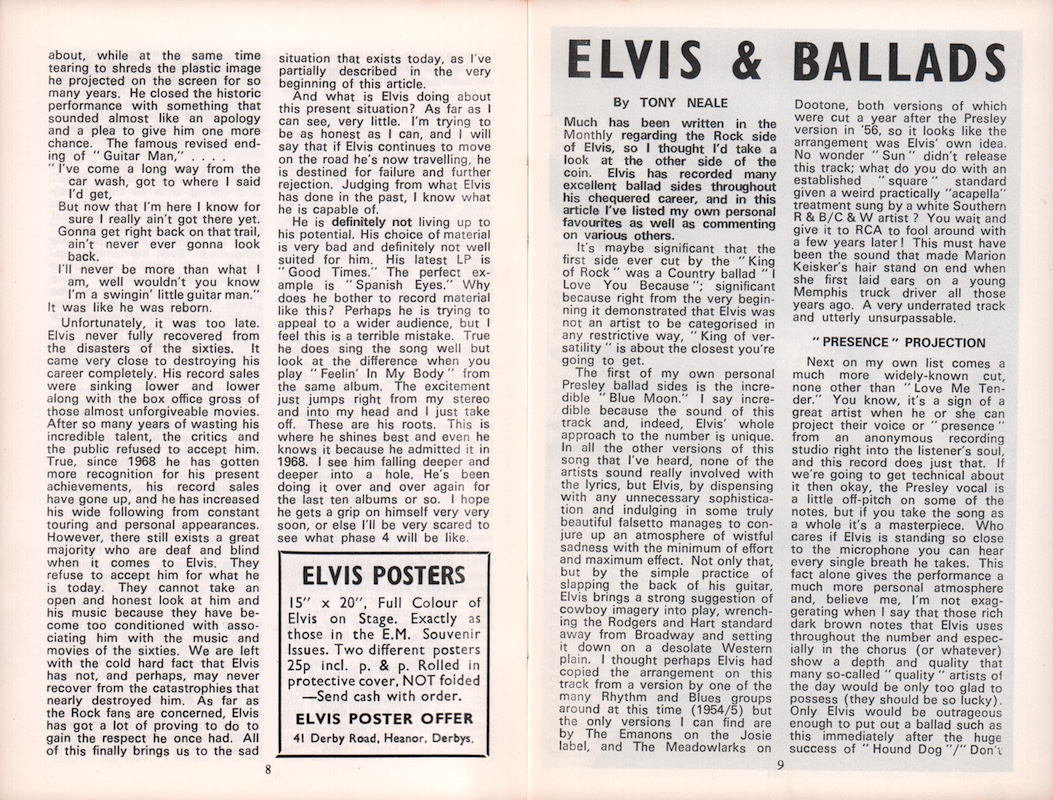 about, while at the same time
tearing to shreds the plastic image
he projected on the screen for so
many years. He closed the historic
performance with something that
sounded almost like an apology
and a plea to give him one more
chance. The famous revised end-
ing of "Guitar Man," . . . .
"I've come a long way from the
car wash, got to where I said
I'd get,
But now that I'm here I know for
sure I really ain't got there yet.
Gonna get right back on that trail,
ain't never ever gonna look
back.
I'll never be more than what I
am, well wouldn't you know
I'm a swingin' little guitar man."
It was like he was reborn.
Unfortunately, it was too late.
Elvis never fully recovered from
the disasters of the sixties. It
came very close to destroying his
career completely. His record sales
were sinking lower and lower
along with the box office gross of
those almost unforgiveable movies.
After so many years of wasting his
incredible talent, the critics and
the public refused to accept him.
True, since 1968 he has gotten
more recognition for his present
achievements, his record sales
have gone up, and he has increased
his wide following from constant
touring and personal appearances.
However, there still exists a great
majority who are deaf and blind
when it comes to Elvis. They
refuse to accept him for what he
is today. They cannot take an
open and honest look at him and
his music because they have be-
come too conditioned with asso-
ciating him with the music and
movies of the sixties. We are left
with the cold hard fact that Elvis
has not, and perhaps, may never
recover from the catastrophies that
nearly destroyed him. As far as
the Rock fans are concerned, Elvis
has got a lot of proving to do to
gain the respect he once had. All
of this finally brings us to the sad
situation that exists today, as I've
partially described in the very
beginning of this article.
And what is Elvis doing about
this present situation? As far as I
can see, very little. I'm trying to
be as honest as I can, and I will
say that if Elvis continues to move
on the road he's now travelling, he
is destined for failure and further
rejection. Judging from what Elvis
has done in the past, I know what
he is capable of.
He is definitely not living up to
his potential. His choice of material
is very bad and definitely not well
suited for him. His latest LP is
"Good Times." The perfect ex-
ample is "Spanish Eyes." Why
does he bother to record material
like this? Perhaps he is trying to
appeal to a wider audience, but I
feel this is a terrible mistake. True
he does sing the song well but
look at the difference when you
play "Feelin' In My Body" from
the same album. The excitement
just jumps right from my stereo
and into my head and I just take
off. These are his roots. This is
where he shines best and even he
knows it because he admitted it in
1968. I see him falling deeper and
deeper into a hole. He's been
doing it over and over again for
the last ten albums or so. I hope
he gets a grip on himself very very
soon, or else I'll be very scared to
see what phase 4 will be like.
ELVIS POSTERS
15" x 20", Full Colour of
Elvis on Stage. Exactly as
those in the E.M. Souvenir
Issues. Two different posters
25p incl. p. & p. Rolled in
protective cover, NOT folded
—Send cash with order.
ELVIS POSTER OFFER
41 Derby Road, Heanor, Derbys.
8
ELVIS & BALLADS
By TONY NEALE
Much has been written in the
Monthly regarding the Rock side
of Elvis, so I thought I'd take a
look at the other side of the
coin. Elvis has recorded many
excellent ballad sides throughout
his chequered career, and in this
article I've listed my own personal
favourites as well as commenting
on various others.
It's maybe significant that the
first side ever cut by the "King
of Rock" was a Country ballad "I
Love You Because"; significant
because right from the very begin-
ning it demonstrated that Elvis was
not an artist to be categorised in
any restrictive way, "King of ver-
satility" is about the closest you're
going to get.
The first of my own personal
Presley ballad sides is the incre-
dible "Blue Moon." I say incre-
dible because the sound of this
track and, indeed, Elvis' whole
approach to the number is unique.
In all the other versions of this
song that I've heard, none of the
artists sound really involved with
the lyrics, but Elvis, by dispensing
with any unnecessary sophistica-
tion and indulging in some truly
beautiful falsetto manages to con-
jure up an atmosphere of wistful
sadness with the minimum of effort
and maximum effect. Not only that,
but by the simple practice of
slapping the back of his guitar,
Elvis brings a strong suggestion of
cowboy imagery into play, wrench-
ing the Rodgers and Hart standard
away from Broadway and setting
it down on a desolate Western
plain. I thought perhaps Elvis had
copied the arrangement on this
track from a version by one of the
many Rhythm and Blues groups
around at this time (1954/5) but
the only versions I can find are
by The Emanons on the Josie
label, and The Meadowlarks on
Dootone, both versions of which
were cut a year after the Presley
version in '56, so it looks like the
arrangement was Elvis' own idea.
No wonder "Sun" didn't release
this track; what do you do with an
established "square" standard
given a weird practically "acapella"
treatment sung by a white Southern
R & B/C & W artist? You wait and
give it to RCA to fool around with
a few years later! This must have
been the sound that made Marion
Keisker's hair stand on end when
she first laid ears on a young
Memphis truck driver all those
years ago. A very underrated track
and utterly unsurpassable.
"PRESENCE" PROJECTION
Next on my own list comes a
much more widely-known cut,
none other than "Love Me Ten-
der." You know, it's a sign of a
great artist when he or she can
project their voice or "presence"
from an anonymous recording
studio right into the listener's soul,
and this record does just that. If
we're going to get technical about
it then okay, the Presley vocal is
a little off-pitch on some of the
notes, but if you take the song as
a whole it's a masterpiece. Who
cares if Elvis is standing so close
to the microphone you can hear
every single breath he takes. This
fact alone gives the performance a
much more personal atmosphere
and, believe me, I'm not exag-
gerating when I say that those rich
dark brown notes that Elvis uses
throughout the number and espec-
ially in the chorus (or whatever)
show a depth and quality that
many so-called "quality" artists of
the day would be only too glad to
possess (they should be so lucky).
Only Elvis would be outrageous
enough to put out a ballad such as
this immediately after the huge
success of "Hound Dog"/"Don't
9